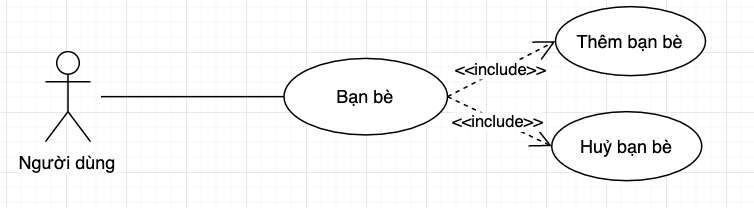 Thêm bạn bè
<<include>>
Bạn bè
<<include>>
Huỷ bạn bè
Người dùng